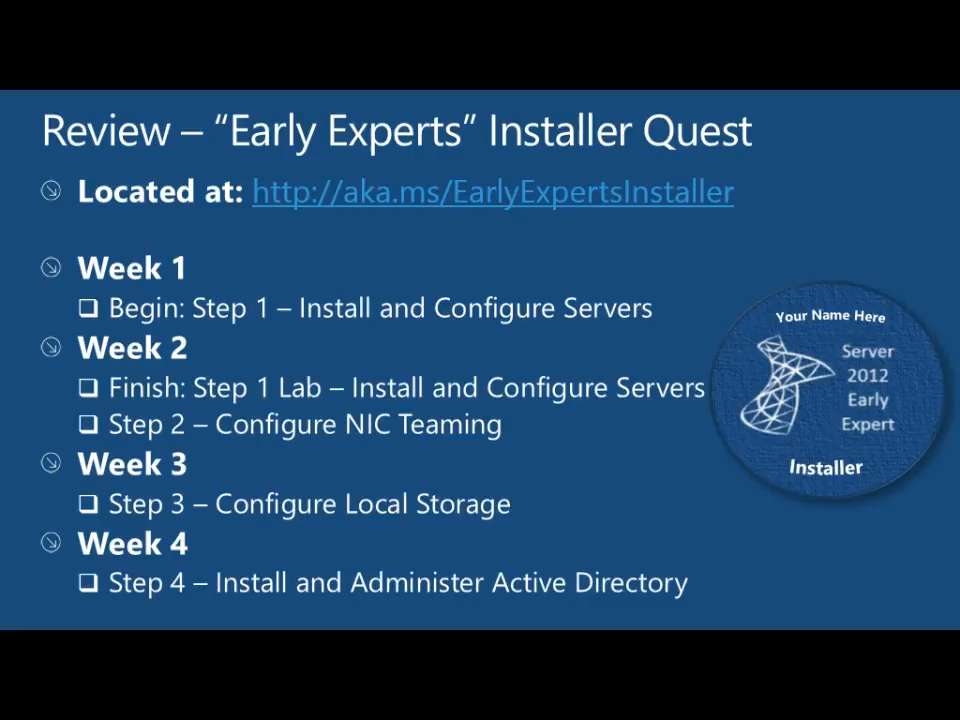 Review – “Early Experts” Installer Quest
Located at: http://aka.ms/EarlyExpertsInstaller
Week 1
Begin: Step 1 – Install and Configure Servers
Week 2
Finish: Step 1 Lab – Install and Configure Servers
Step 2 – Configure NIC Teaming
Week 3
Step 3 – Configure Local Storage
Week 4
Step 4 – Install and Administer Active Directory
Your Name Here
Server
2012
Early
Expert
Installer